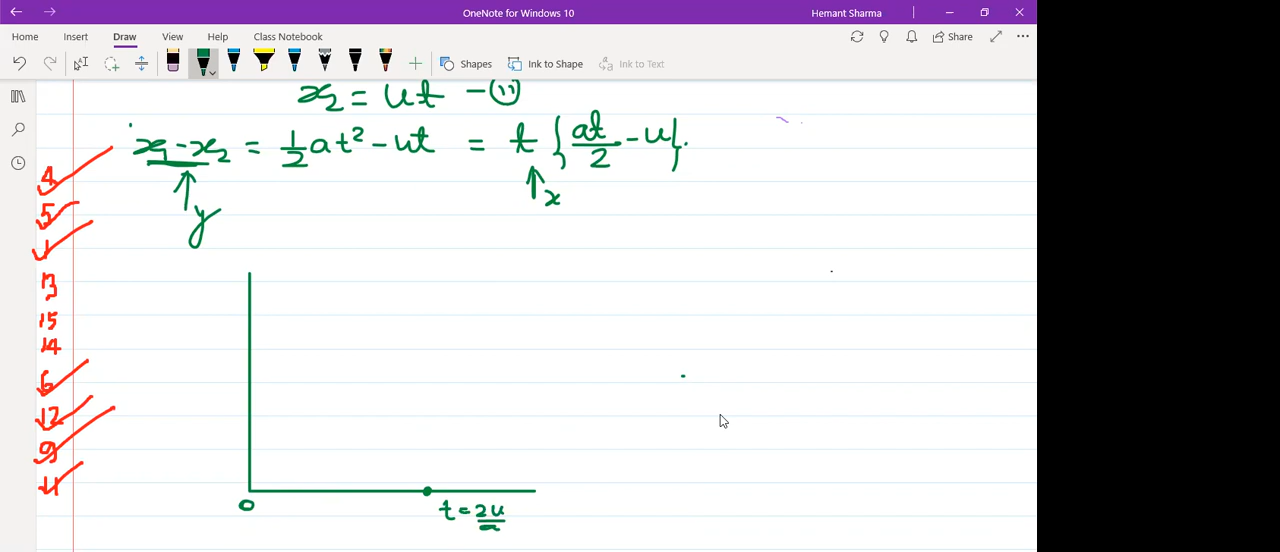 OneNote for Windows 10
Hemant Sharma
Home Insert Draw View Help Class Notebook
Share
Shapes Ink to Shape Ink to Text
x₂ = ut – (11)
x₁ – x₂ = 1/2 at² – ut = t { at/2 – u }.
y
x
4
5
1
13
15
14
6
12
9
11
0
t = 2u/a